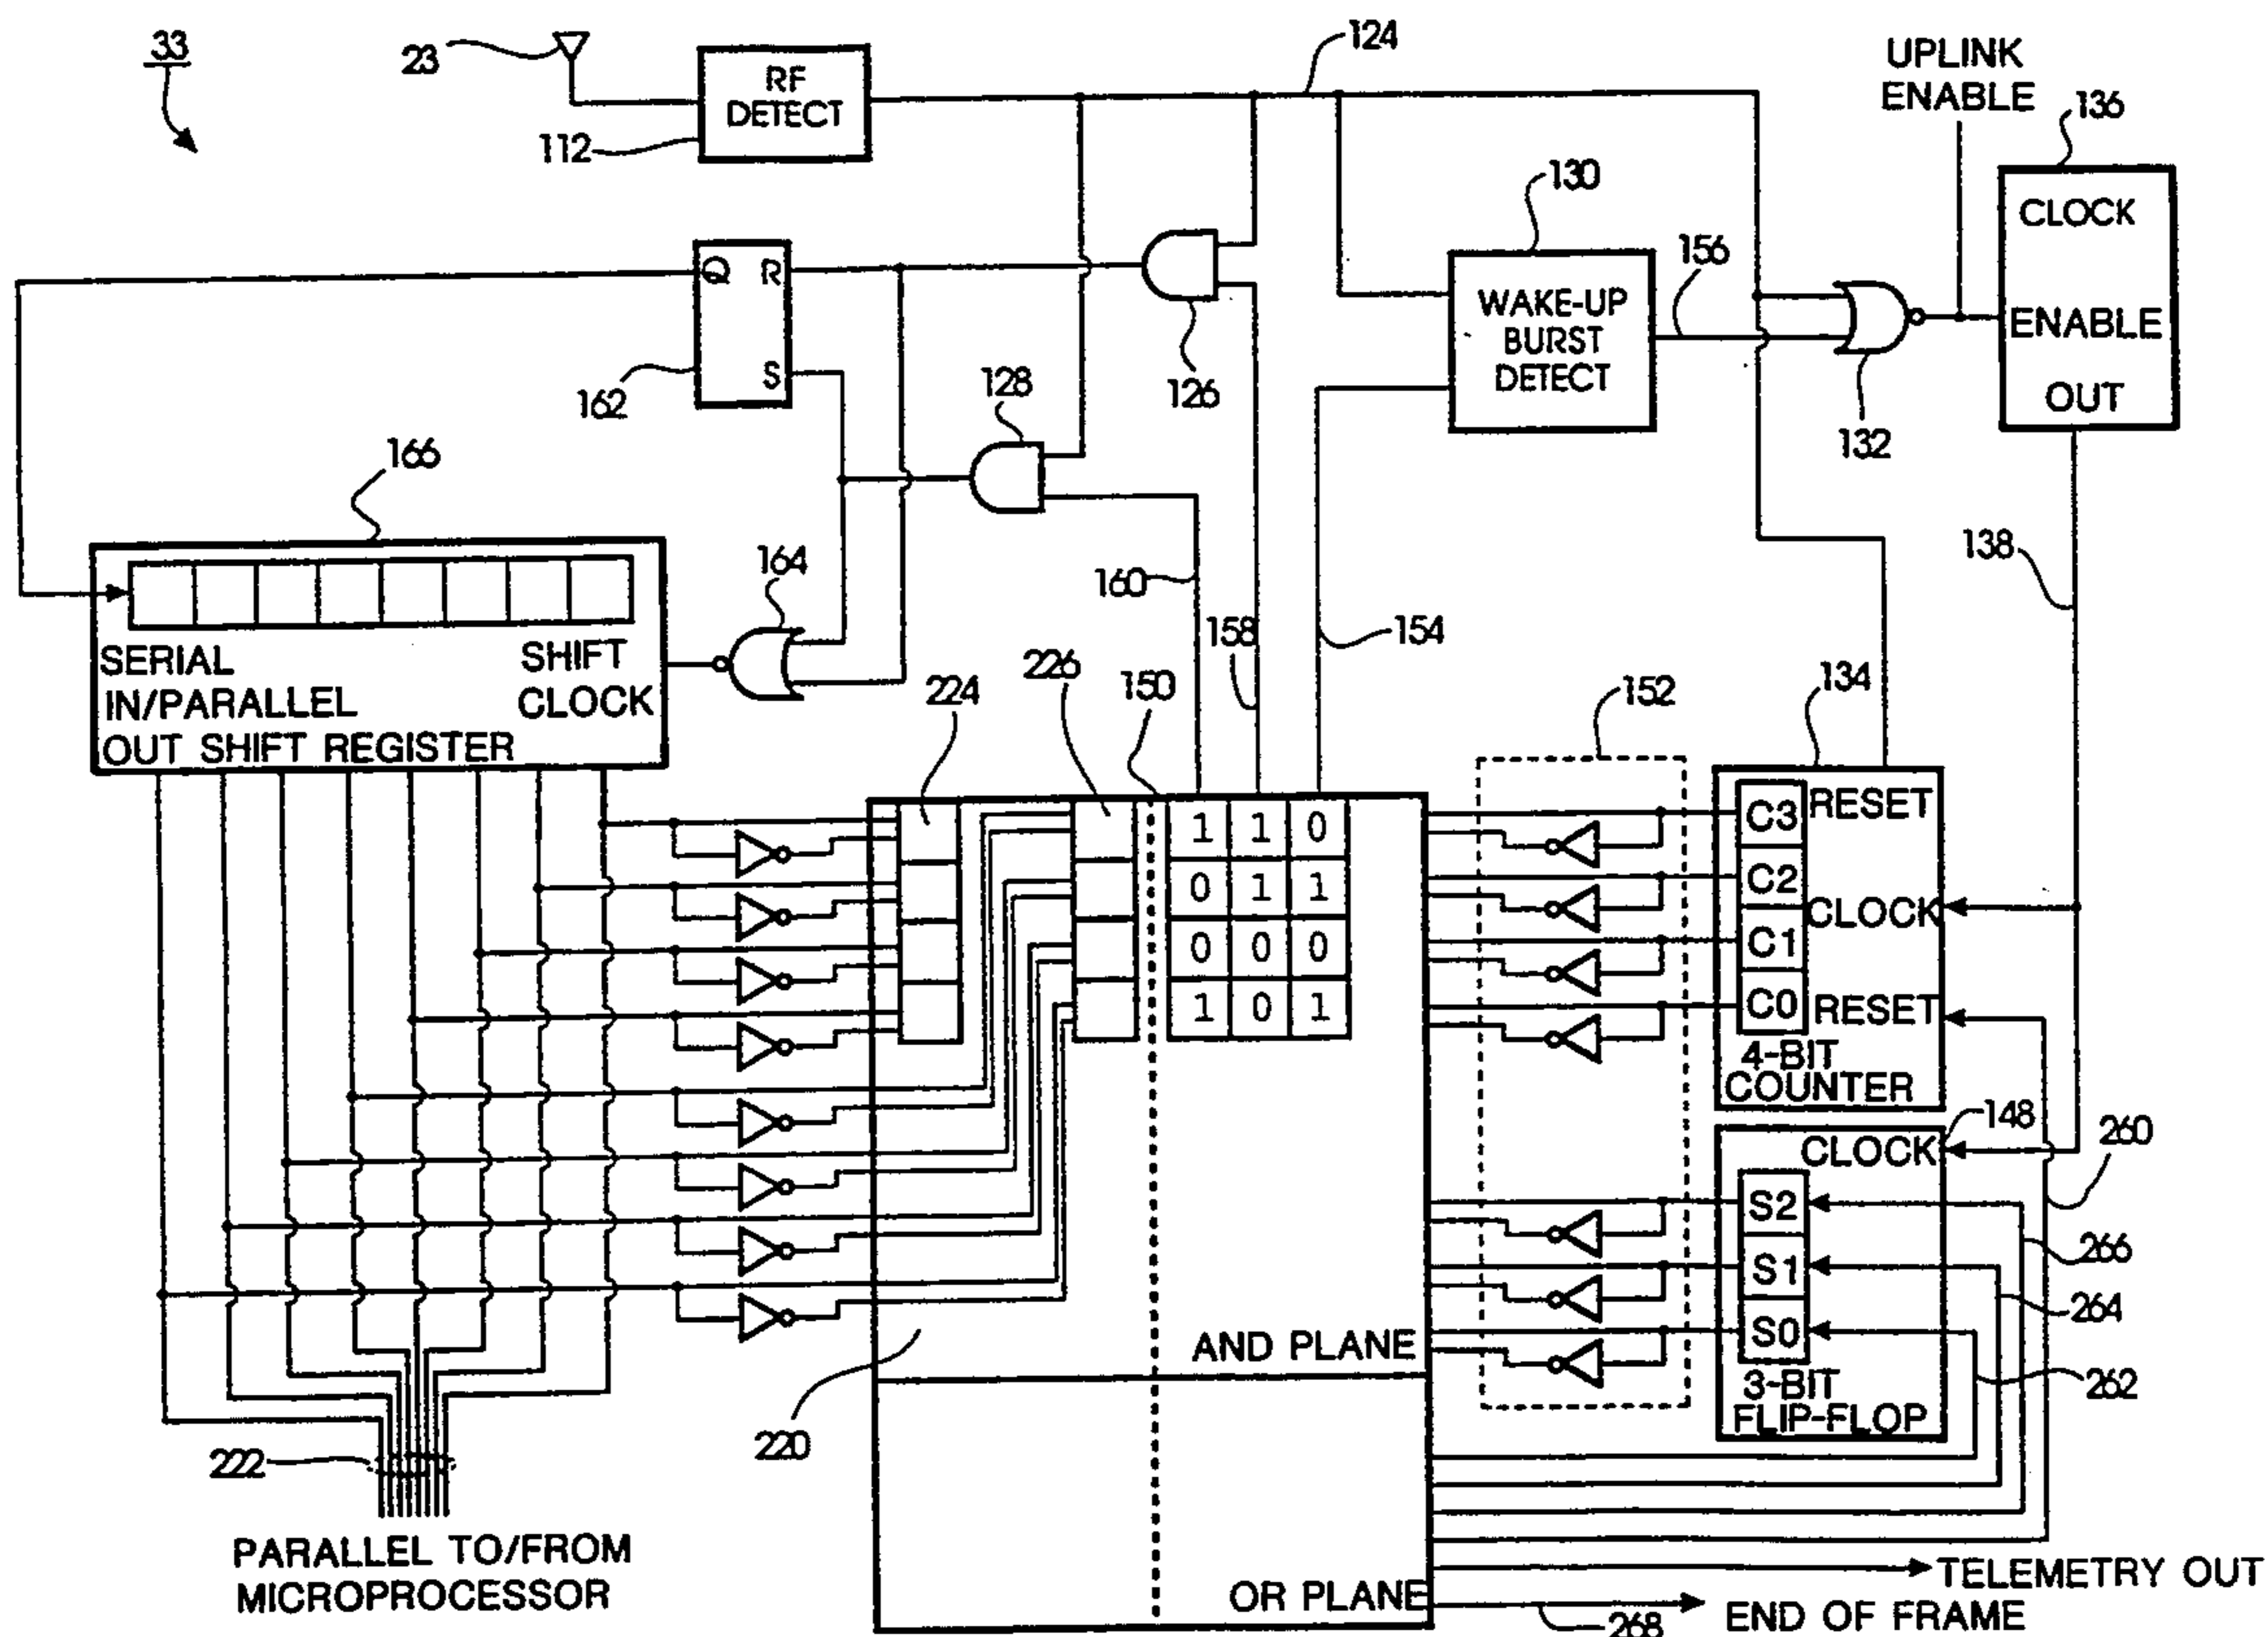 33
23
RF
DETECT
112
124
UPLINK
ENABLE
136
CLOCK
ENABLE
OUT
130
WAKE-UP
BURST
DETECT
156
132
Q R
S
162
126
128
166
164
160
158
154
138
SERIAL
IN/PARALLEL
OUT SHIFT REGISTER
SHIFT
CLOCK
224
226
150
152
134
1 1 0
0 1 1
0 0 0
1 0 1
C3
C2
C1
C0
RESET
CLOCK
RESET
4-BIT
COUNTER
148
260
CLOCK
S2
S1
S0
3-BIT
FLIP-FLOP
266
264
262
AND PLANE
220
222
PARALLEL TO/FROM
MICROPROCESSOR
OR PLANE
TELEMETRY OUT
END OF FRAME
268